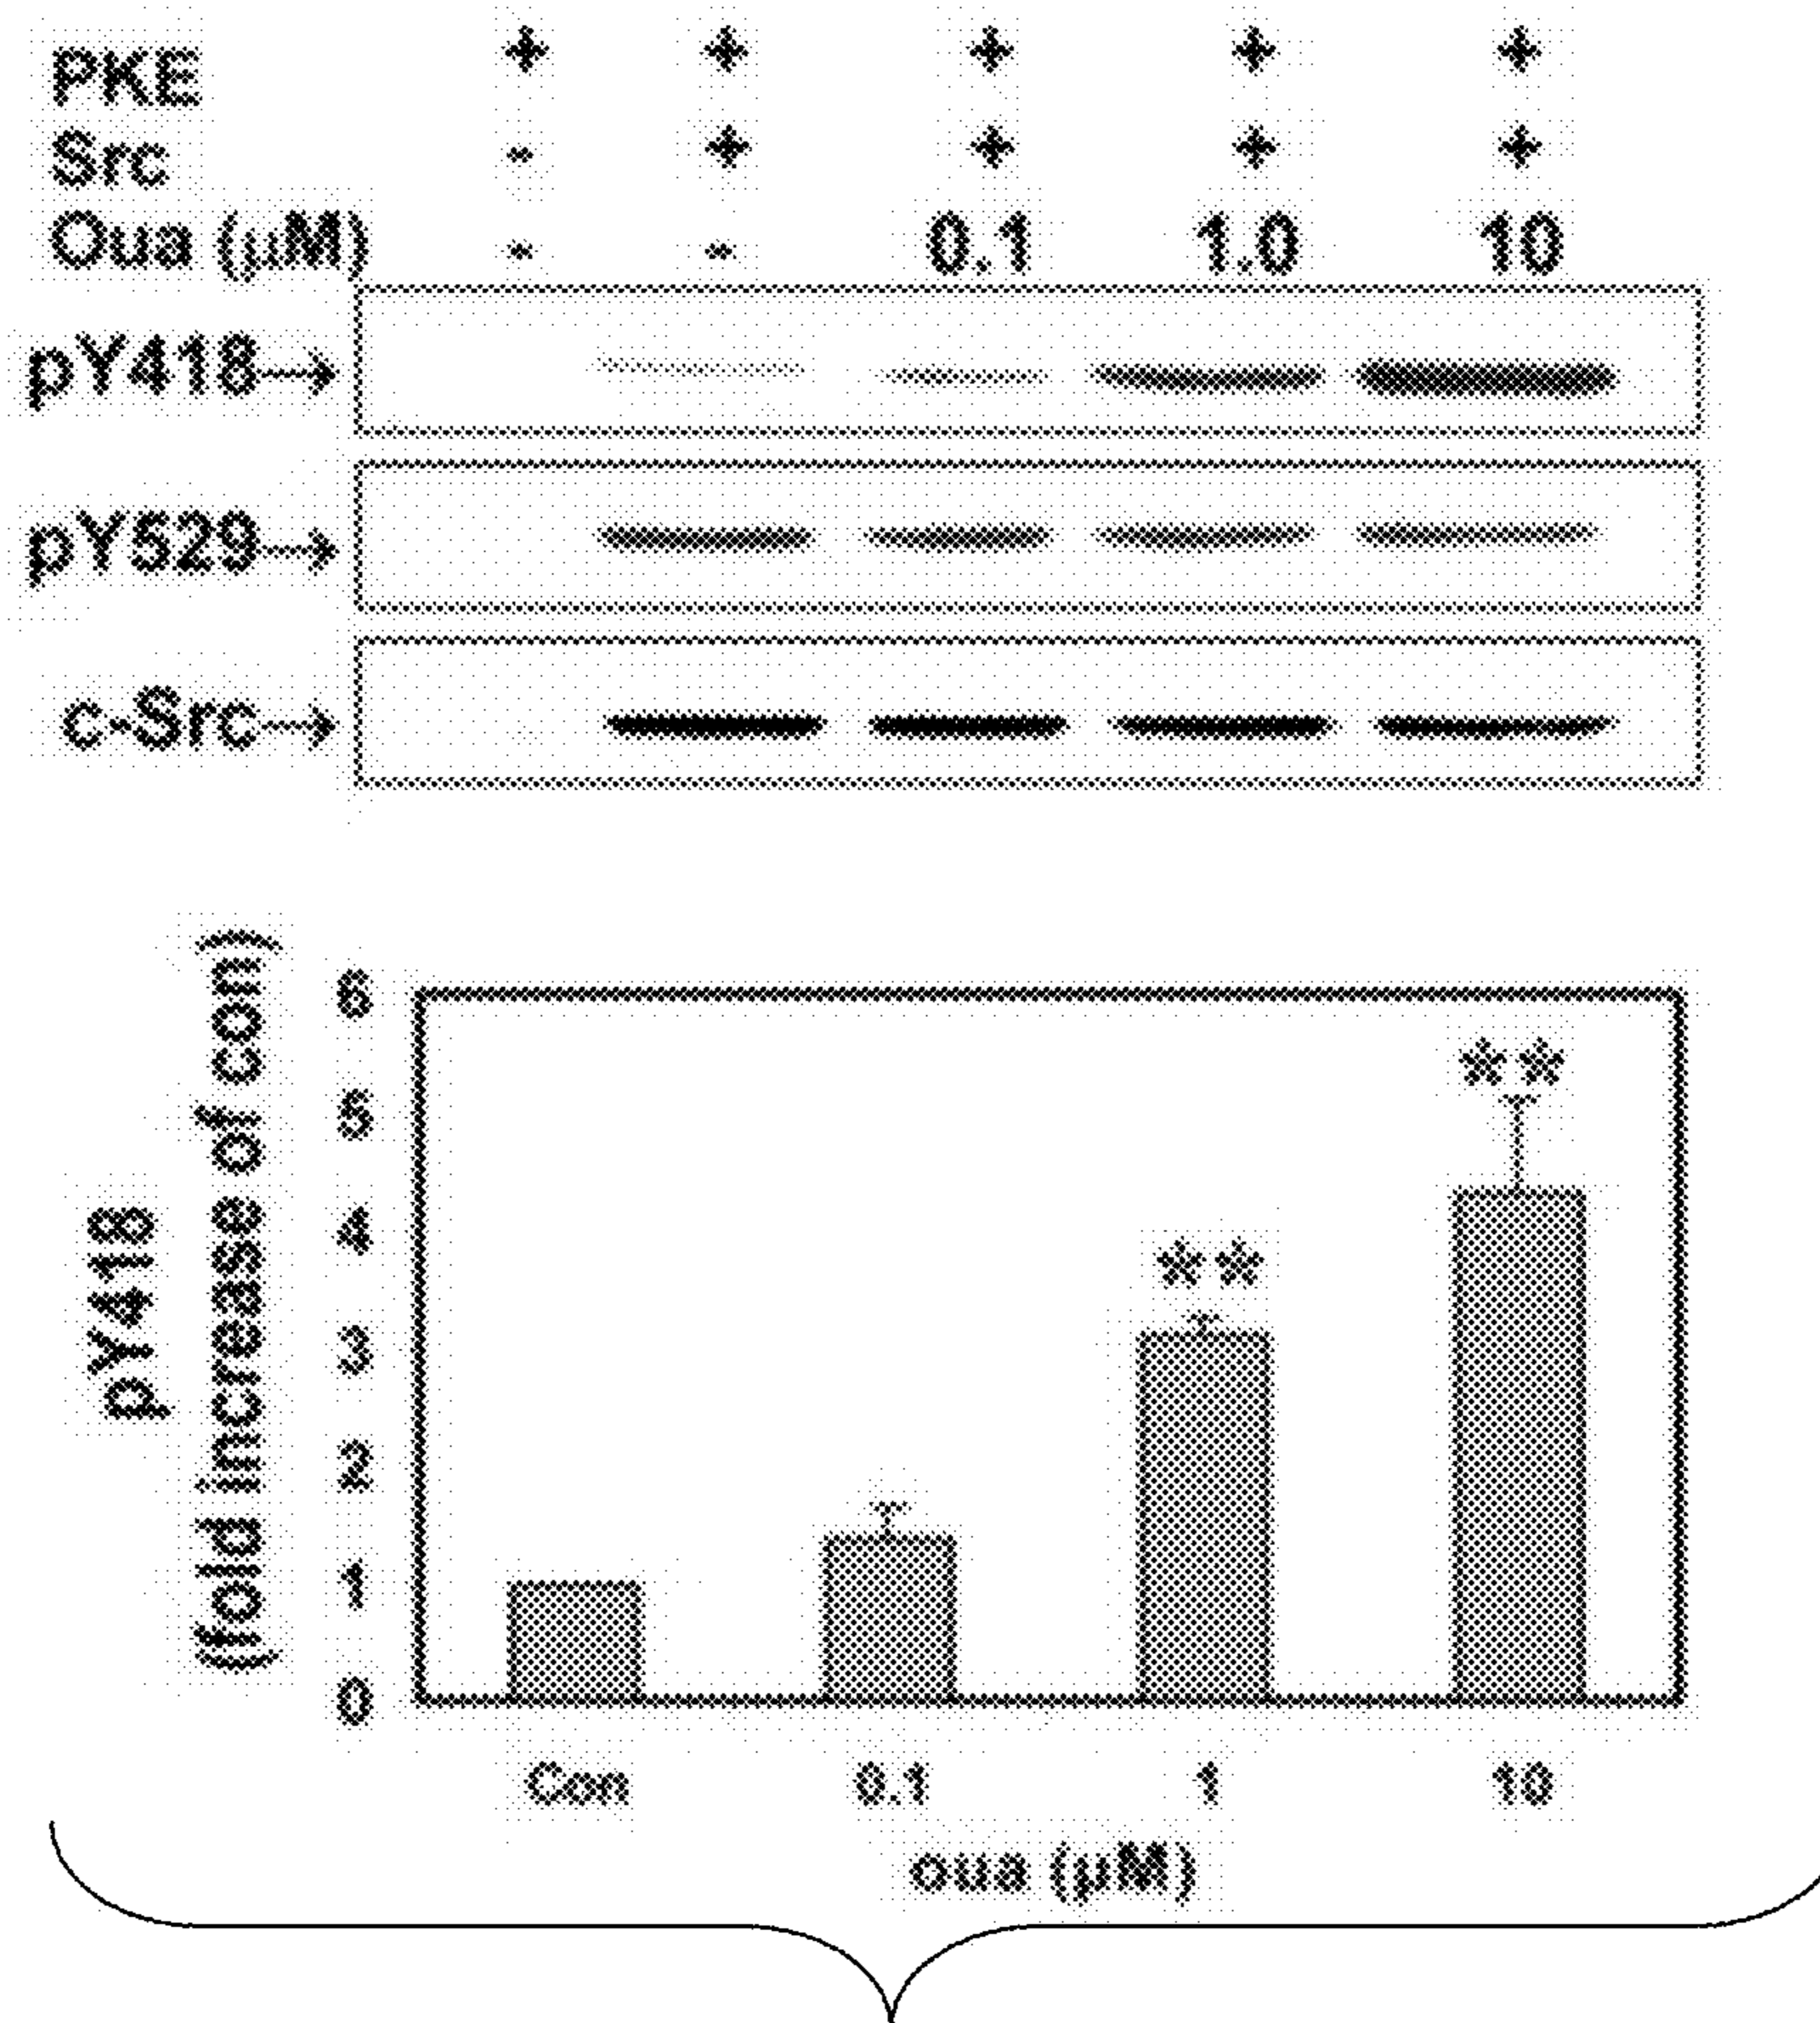 PKE + + + + +
Src - + + + +
Oua (μM) - - 0.1 1.0 10
pY418→
pY529→
c-Src→
pY418
(fold increase of con)
6
5
4
3
2
1
0
**
**
Con 0.1 1 10
oua (μM)